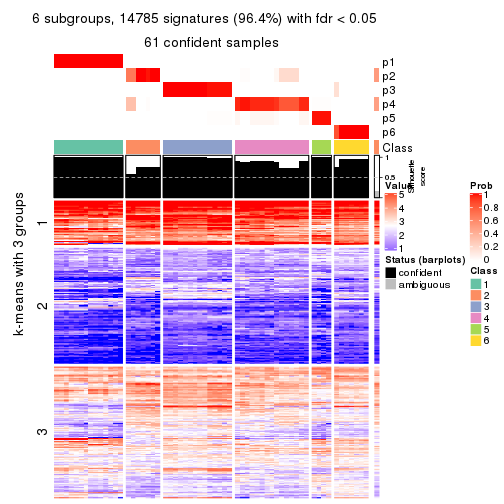 6 subgroups, 14785 signatures (96.4%) with fdr < 0.05
61 confident samples
p1
p2
p3
p4
p5
p6
Class
1
0.5
0
Silhouette
score
k-means with 3 groups
1
2
3
Value
5
4
3
2
1
Status (barplots)
confident
ambiguous
Prob
1
0.8
0.6
0.4
0.2
0
Class
1
2
3
4
5
6